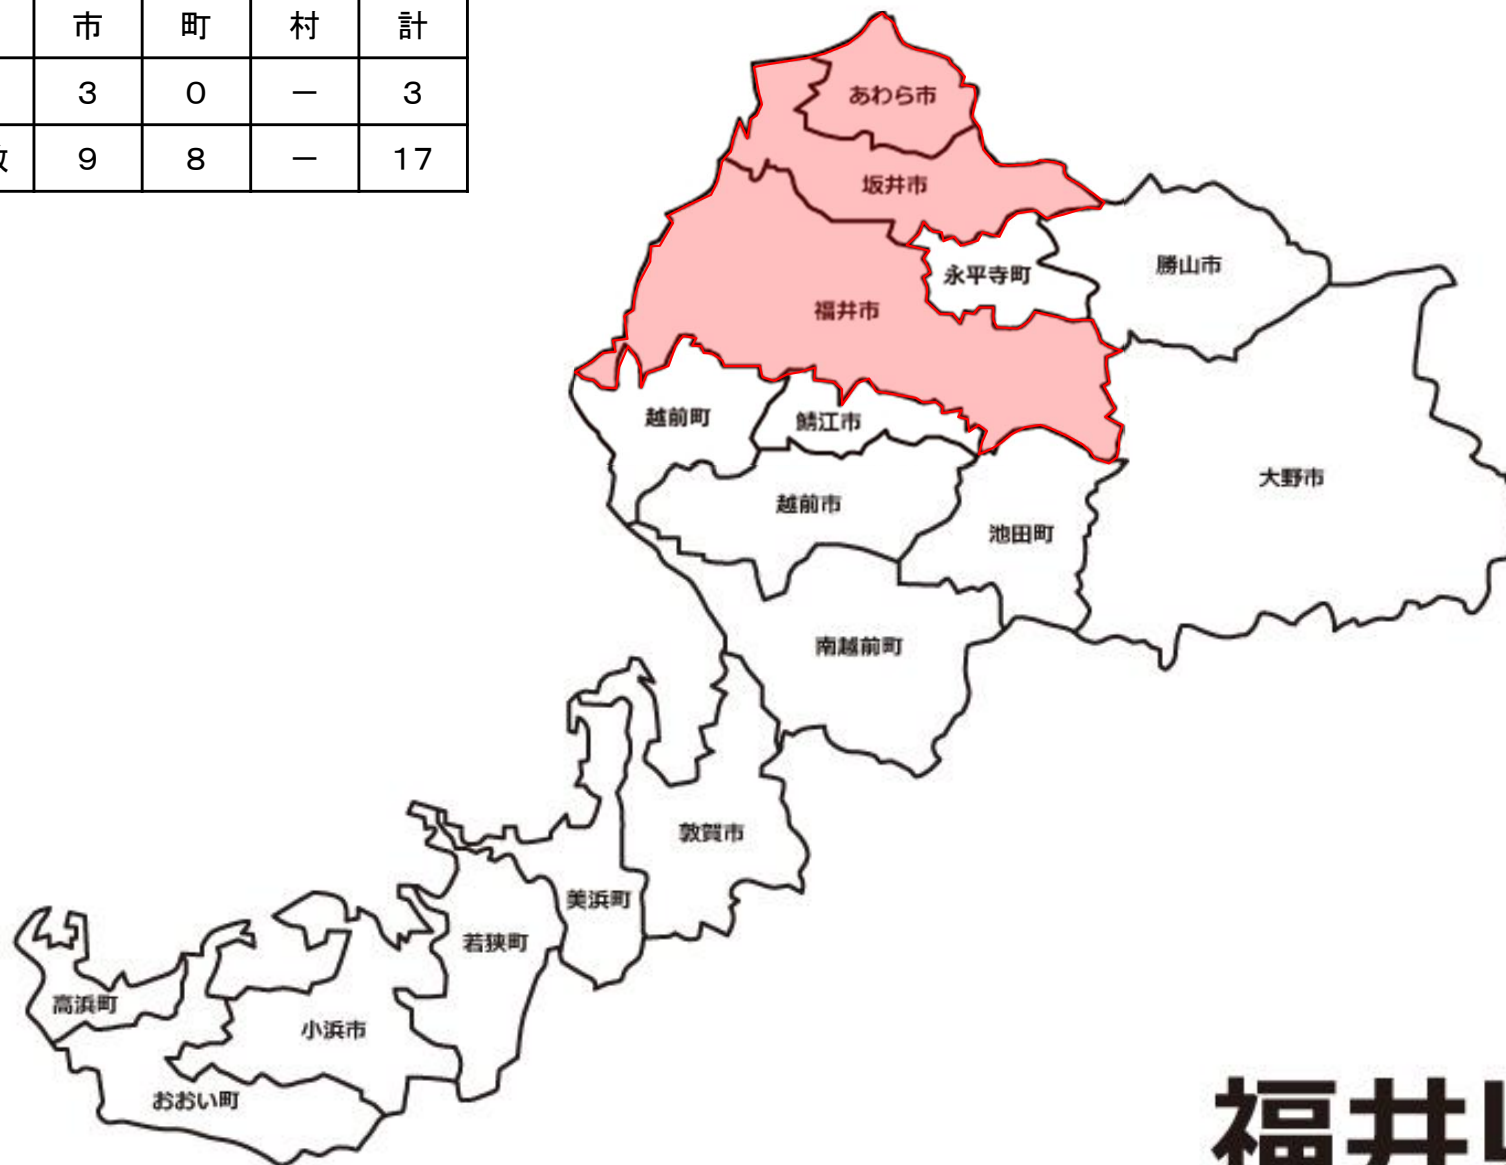 市 町 村 計
3 0 － 3
数 9 8 － 17
あわら市
坂井市
永平寺町
勝山市
福井市
越前町
鯖江市
大野市
越前市
池田町
南越前町
敦賀市
美浜町
若狭町
高浜町
小浜市
おおい町
福井